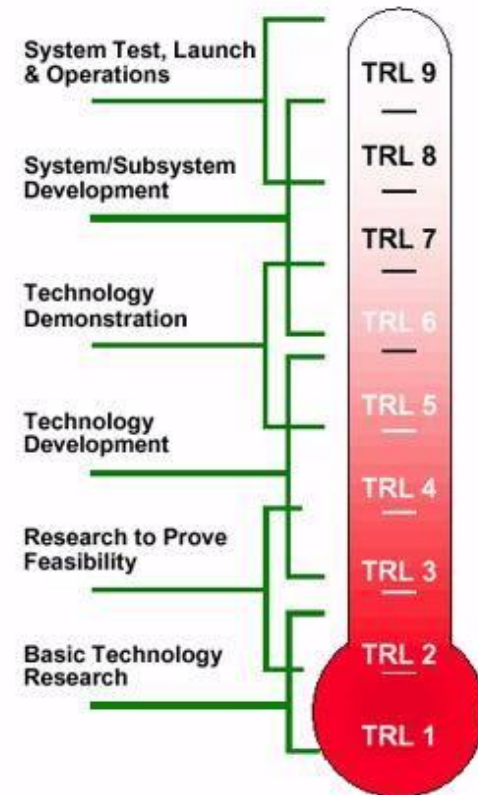 System Test, Launch
& Operations
System/Subsystem
Development
Technology
Demonstration
Technology
Development
Research to Prove
Feasibility
Basic Technology
Research
TRL 9
TRL 8
TRL 7
TRL 6
TRL 5
TRL 4
TRL 3
TRL 2
TRL 1